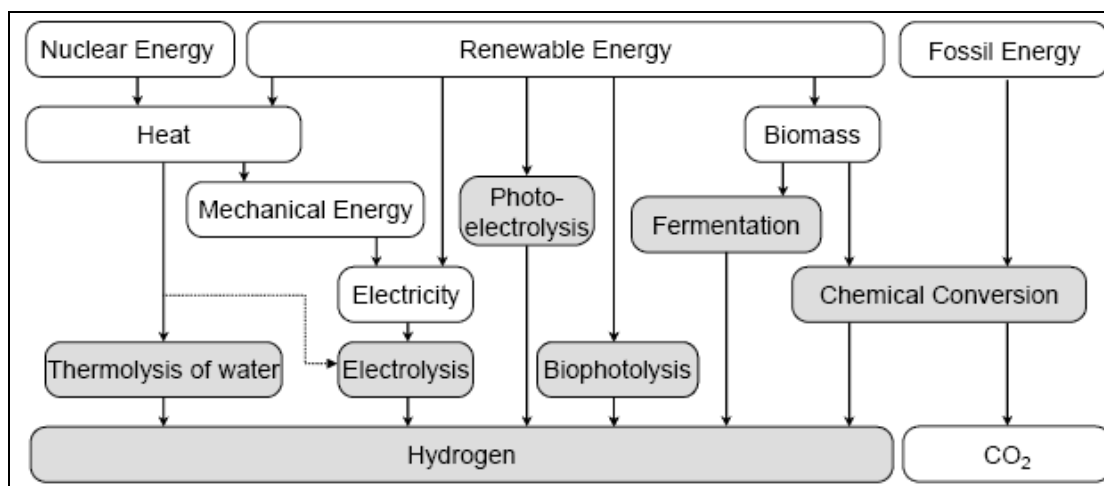 Nuclear Energy
Renewable Energy
Fossil Energy
Heat
Biomass
Mechanical Energy
Photo-
electrolysis
Fermentation
Electricity
Chemical Conversion
Thermolysis of water
Electrolysis
Biophotolysis
Hydrogen
CO₂